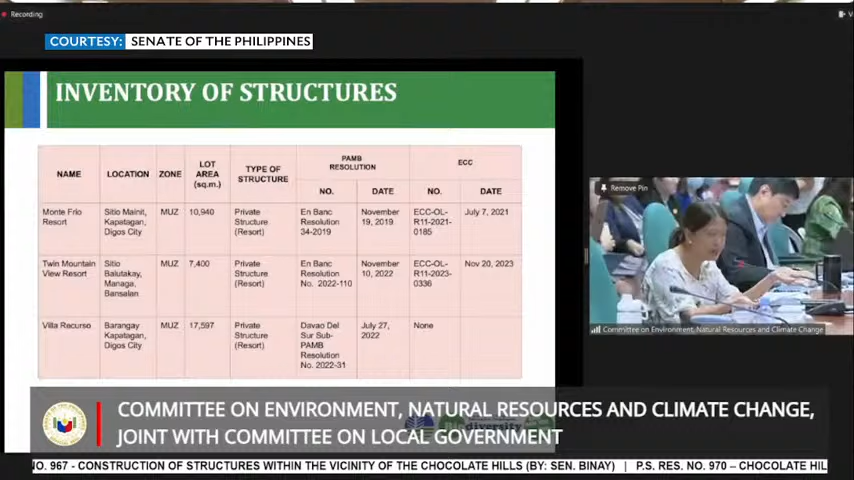 Recording
COURTESY: SENATE OF THE PHILIPPINES
INVENTORY OF STRUCTURES
NAME LOCATION ZONE LOT AREA (sq.m.) TYPE OF STRUCTURE PAMB RESOLUTION ECC
NO. DATE NO. DATE
Monte Frio Resort Sitio Mainit, Kapatagan, Digos City MUZ 10,940 Private Structure (Resort) En Banc Resolution 34-2019 November 19, 2019 ECC-OL-R11-2021-0185 July 7, 2021
Twin Mountain View Resort Sitio Balutakay, Managa, Bansalan MUZ 7,400 Private Structure (Resort) En Banc Resolution No. 2022-110 November 10, 2022 ECC-OL-R11-2023-0336 Nov 20, 2023
Villa Recurso Barangay Kapatagan, Digos City MUZ 17,597 Private Structure (Resort) Davao Del Sur Sub-PAMB Resolution No. 2022-31 July 27, 2022 None
Remove Pin
Committee on Environment, Natural Resources and Climate Change
COMMITTEE ON ENVIRONMENT, NATURAL RESOURCES AND CLIMATE CHANGE,
JOINT WITH COMMITTEE ON LOCAL GOVERNMENT
NO. 967 - CONSTRUCTION OF STRUCTURES WITHIN THE VICINITY OF THE CHOCOLATE HILLS (BY: SEN. BINAY) | P.S. RES. NO. 970 – CHOCOLATE HIL